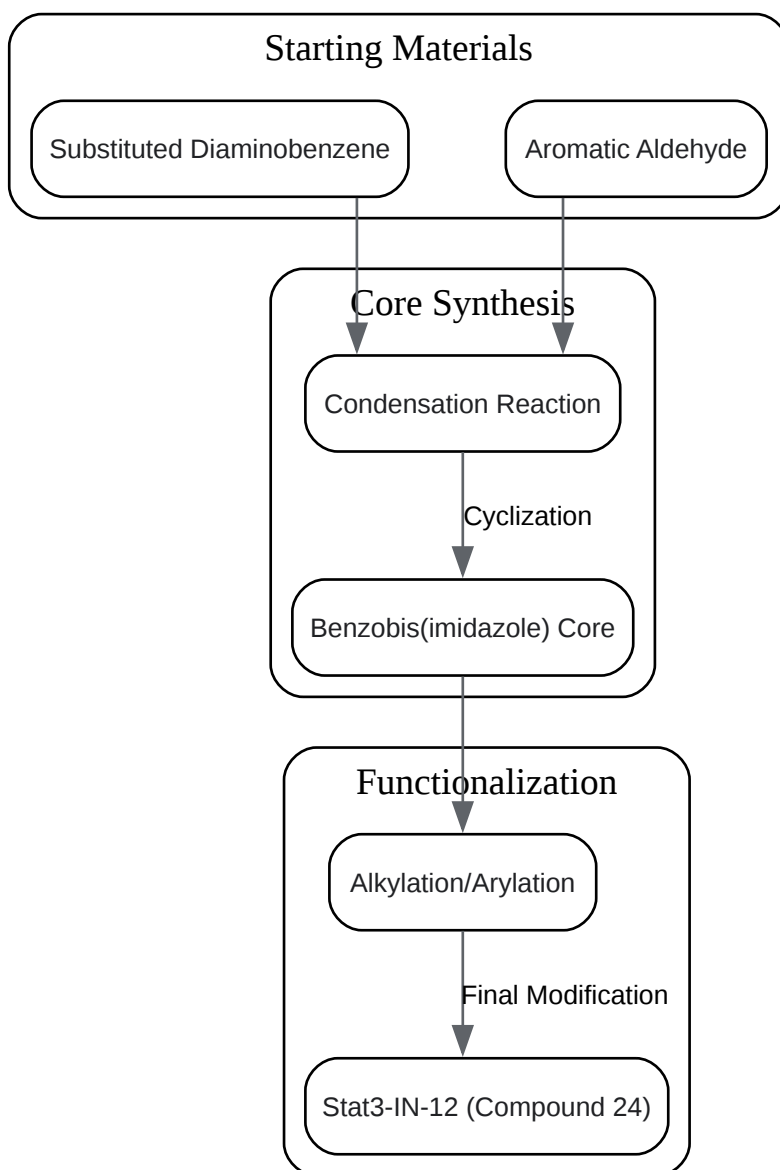 Starting Materials
Substituted Diaminobenzene
Aromatic Aldehyde
Core Synthesis
Condensation Reaction
Cyclization
Benzobis(imidazole) Core
Functionalization
Alkylation/Arylation
Final Modification
Stat3-IN-12 (Compound 24)